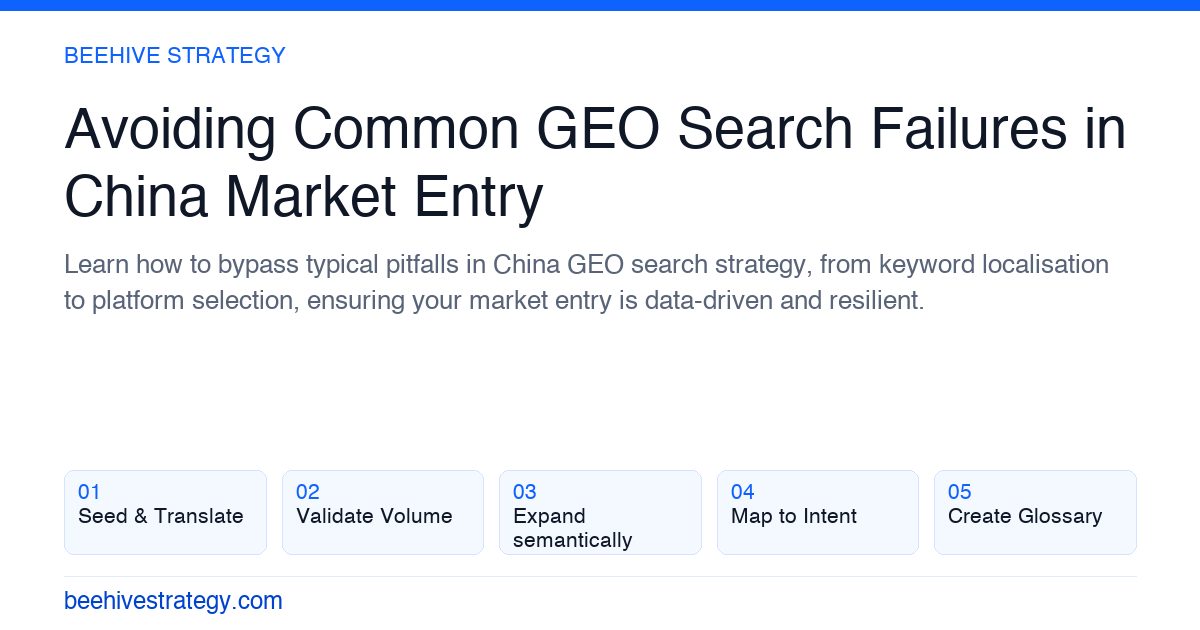 BEEHIVE STRATEGY
Avoiding Common GEO Search Failures in
China Market Entry
Learn how to bypass typical pitfalls in China GEO search strategy, from keyword localisation
to platform selection, ensuring your market entry is data-driven and resilient.
01
Seed & Translate
02
Validate Volume
03
Expand
semantically
04
Map to Intent
05
Create Glossary
beehivestrategy.com